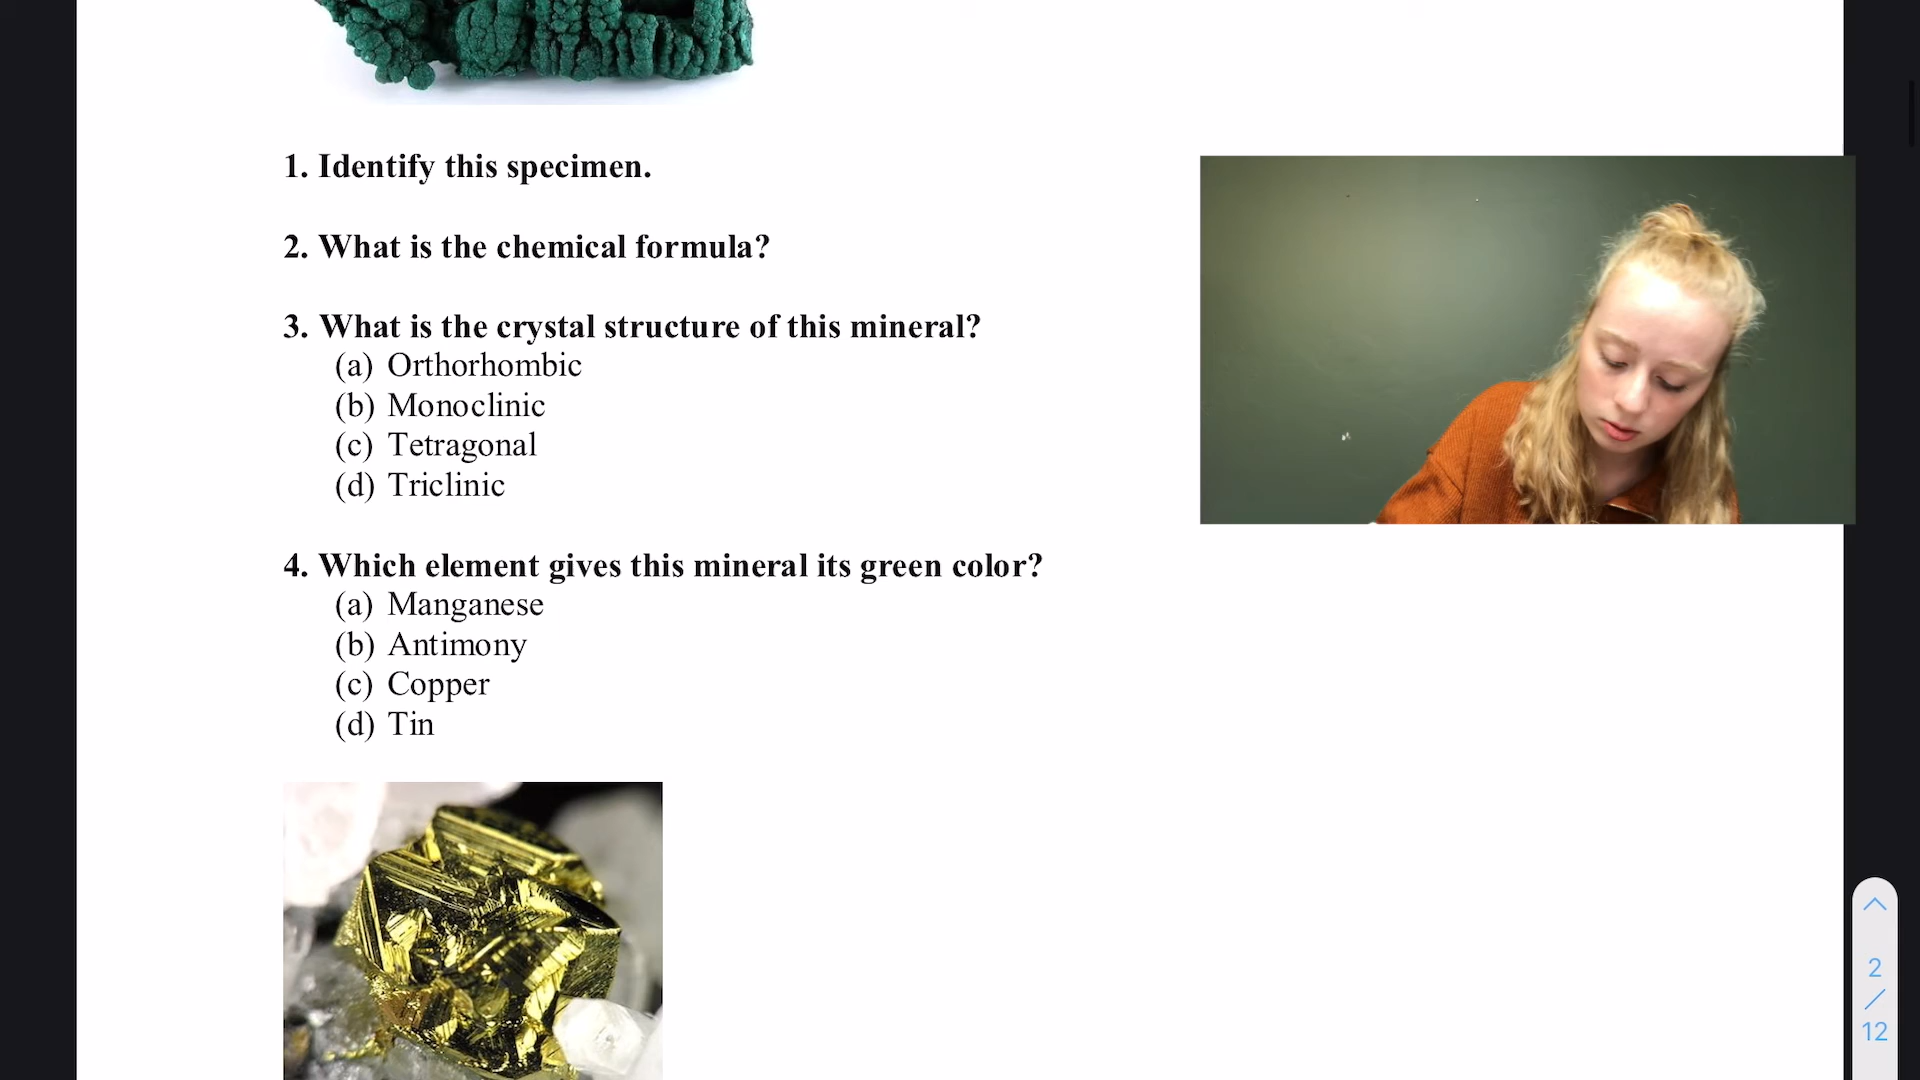 1. Identify this specimen.
2. What is the chemical formula?
3. What is the crystal structure of this mineral?
(a) Orthorhombic
(b) Monoclinic
(c) Tetragonal
(d) Triclinic
4. Which element gives this mineral its green color?
(a) Manganese
(b) Antimony
(c) Copper
(d) Tin
2
/
12